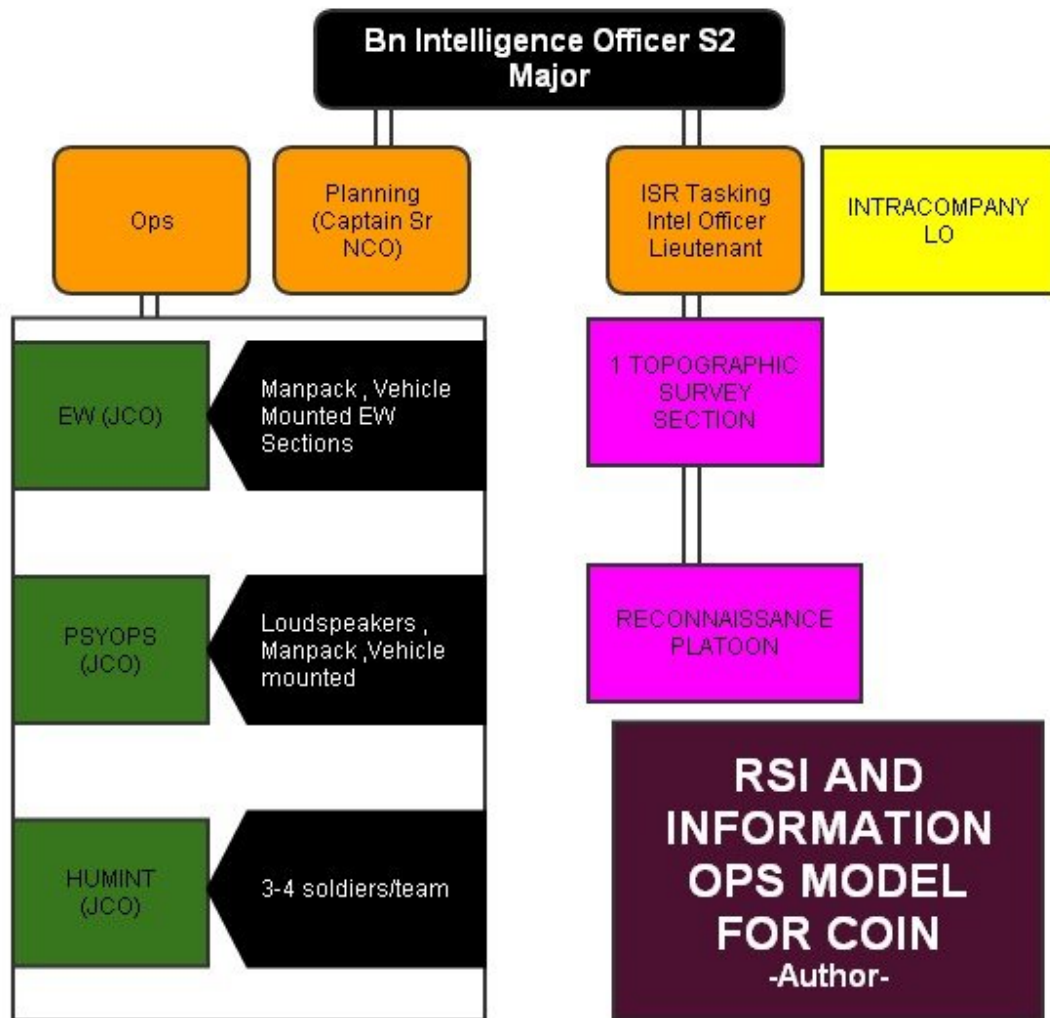 Bn Intelligence Officer S2
Major
Ops
Planning
(Captain Sr
NCO)
ISR Tasking
Intel Officer
Lieutenant
INTRACOMPANY
LO
EW (JCO)
Manpack , Vehicle
Mounted EW
Sections
1 TOPOGRAPHIC
SURVEY
SECTION
PSYOPS
(JCO)
Loudspeakers ,
Manpack ,Vehicle
mounted
RECONNAISSANCE
PLATOON
HUMINT
(JCO)
3-4 soldiers/team
RSI AND
INFORMATION
OPS MODEL
FOR COIN
-Author-